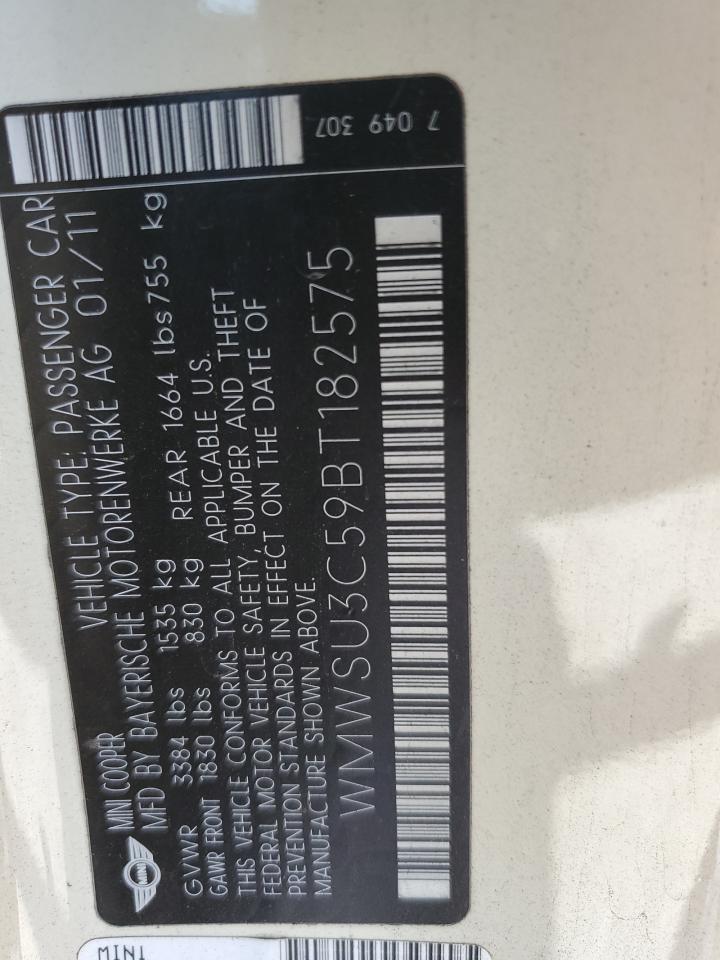 MINI COOPER VEHICLE TYPE: PASSENGER CAR
MFD BY BAYERISCHE MOTORENWERKE AG 01/11
GVWR 3384 lbs 1535 kg
GAWR FRONT 1830 lbs 830 kg REAR 1664 lbs 755 kg
THIS VEHICLE CONFORMS TO ALL APPLICABLE U.S.
FEDERAL MOTOR VEHICLE SAFETY, BUMPER AND THEFT
PREVENTION STANDARDS IN EFFECT ON THE DATE OF
MANUFACTURE SHOWN ABOVE.
WMWSU3C59BT182575
7 049 307
MINI
MINI